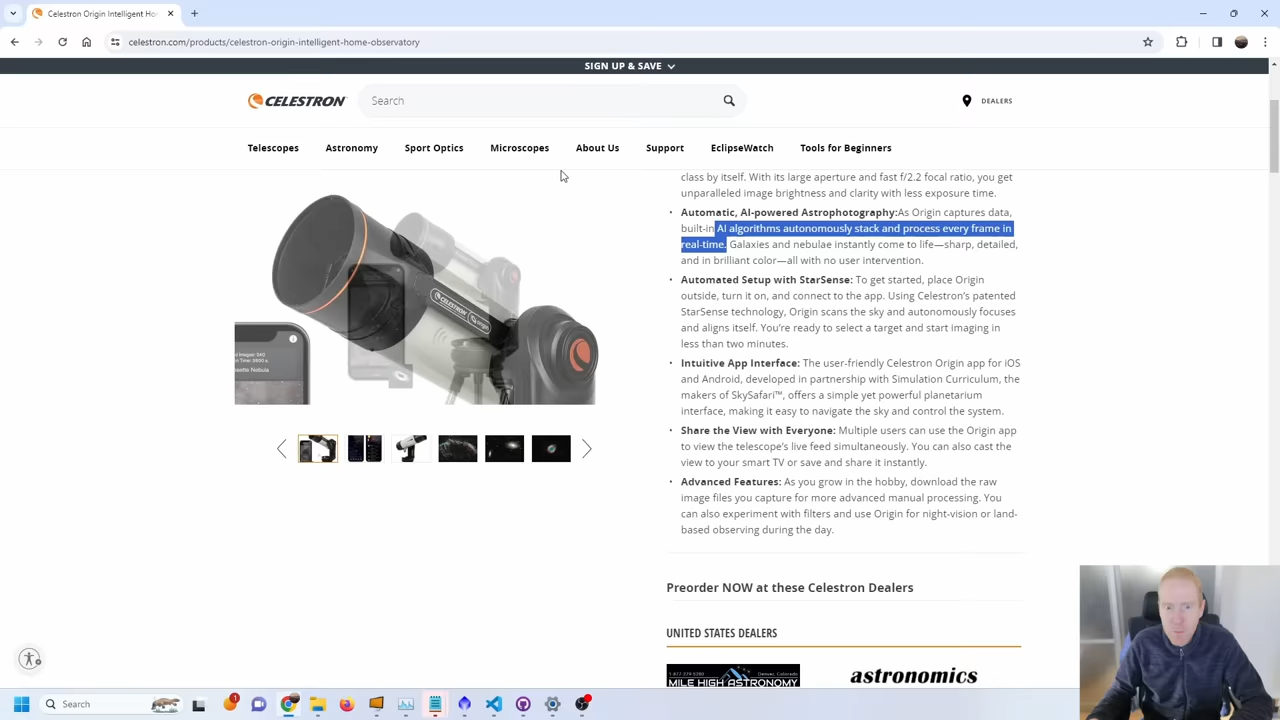 Celestron Origin Intelligent Ho
celestron.com/products/celestron-origin-intelligent-home-observatory
SIGN UP & SAVE
CELESTRON
Search
DEALERS
Telescopes
Astronomy
Sport Optics
Microscopes
About Us
Support
EclipseWatch
Tools for Beginners
class by itself. With its large aperture and fast f/2.2 focal ratio, you get
unparalleled image brightness and clarity with less exposure time.
• Automatic, AI-powered Astrophotography:As Origin captures data,
built-in AI algorithms autonomously stack and process every frame in
real-time. Galaxies and nebulae instantly come to life—sharp, detailed,
and in brilliant color—all with no user intervention.
• Automated Setup with StarSense: To get started, place Origin
outside, turn it on, and connect to the app. Using Celestron's patented
StarSense technology, Origin scans the sky and autonomously focuses
and aligns itself. You're ready to select a target and start imaging in
less than two minutes.
• Intuitive App Interface: The user-friendly Celestron Origin app for iOS
and Android, developed in partnership with Simulation Curriculum, the
makers of SkySafari™, offers a simple yet powerful planetarium
interface, making it easy to navigate the sky and control the system.
• Share the View with Everyone: Multiple users can use the Origin app
to view the telescope's live feed simultaneously. You can also cast the
view to your smart TV or save and share it instantly.
• Advanced Features: As you grow in the hobby, download the raw
image files you capture for more advanced manual processing. You
can also experiment with filters and use Origin for night-vision or land-
based observing during the day.
CELESTRON origin
Preorder NOW at these Celestron Dealers
UNITED STATES DEALERS
MILE HIGH ASTRONOMY
astronomics
Search
1